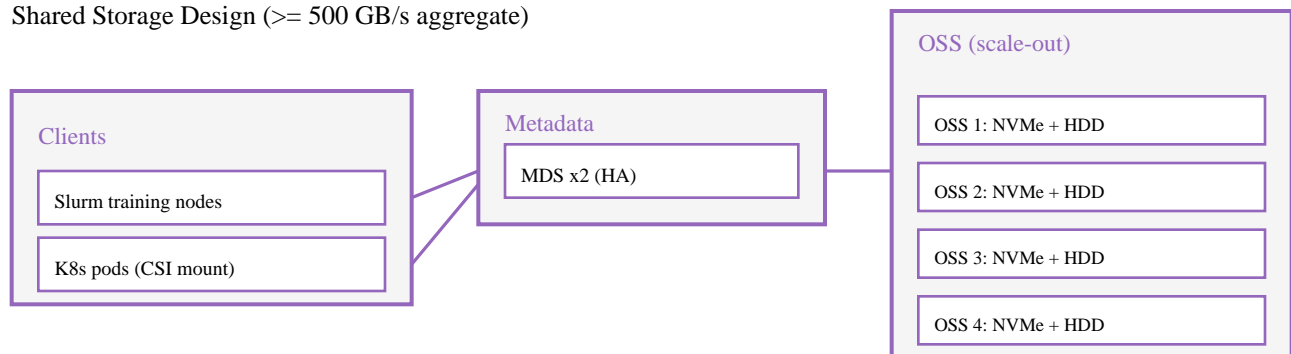 Shared Storage Design (>= 500 GB/s aggregate)
Clients
Slurm training nodes
K8s pods (CSI mount)
Metadata
MDS x2 (HA)
OSS (scale-out)
OSS 1: NVMe + HDD
OSS 2: NVMe + HDD
OSS 3: NVMe + HDD
OSS 4: NVMe + HDD